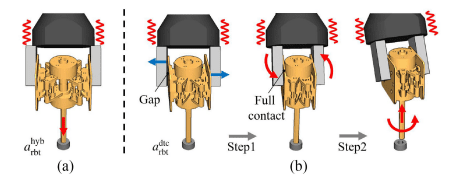 a_rbt^hyb
(a)
Gap
a_rbt^dtc
Step1
Full
contact
Step2
(b)